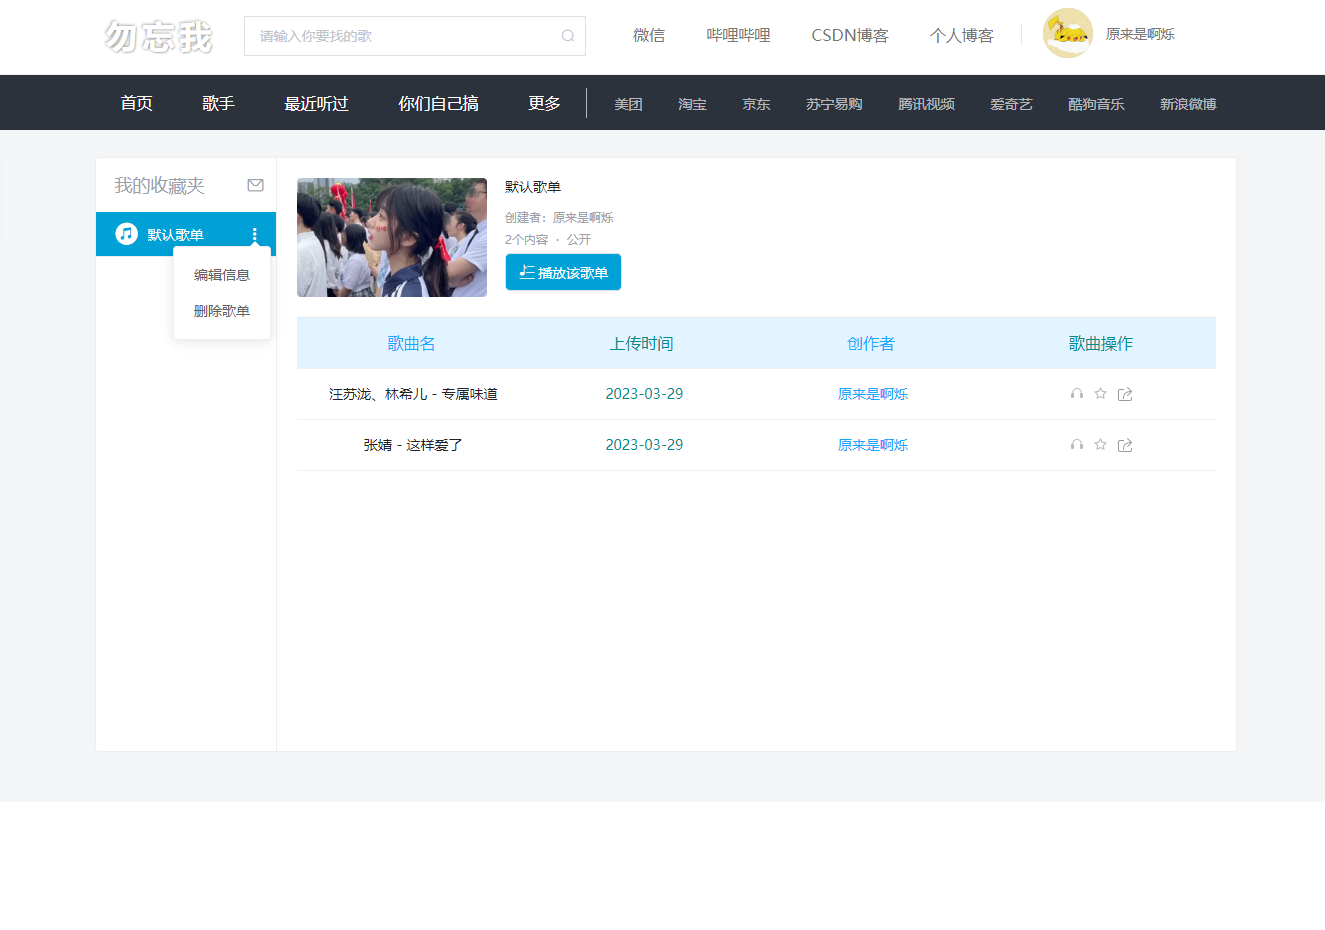 勿忘我
请输入你要找的歌
微信 哔哩哔哩 CSDN博客 个人博客 原来是啊烁
首页 歌手 最近听过 你们自己搞 更多 美团 淘宝 京东 苏宁易购 腾讯视频 爱奇艺 酷狗音乐 新浪微博
我的收藏夹
默认歌单
编辑信息
删除歌单
默认歌单
创建者：原来是啊烁
2个内容 · 公开
播放该歌单
歌曲名 上传时间 创作者 歌曲操作
汪苏泷、林希儿 - 专属味道 2023-03-29 原来是啊烁
张婧 - 这样爱了 2023-03-29 原来是啊烁